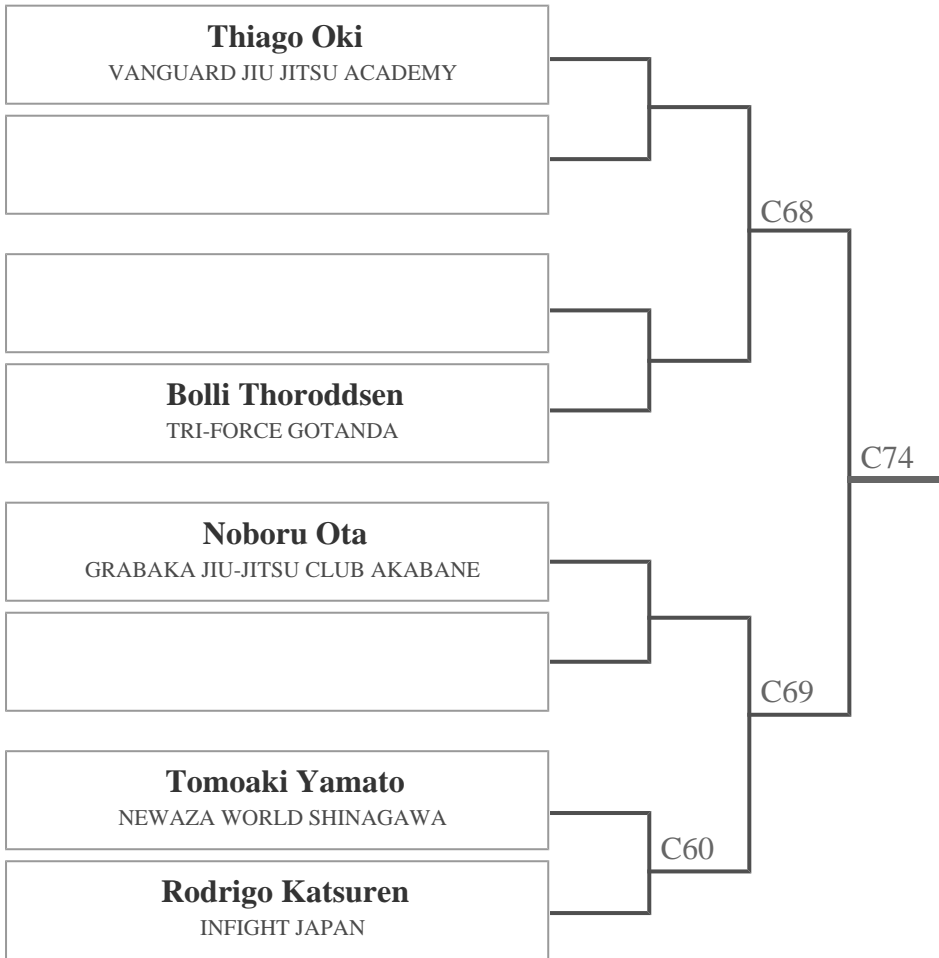 Thiago Oki
VANGUARD JIU JITSU ACADEMY
C68
Bolli Thoroddsen
TRI-FORCE GOTANDA
C74
Noboru Ota
GRABAKA JIU-JITSU CLUB AKABANE
C69
Tomoaki Yamato
NEWAZA WORLD SHINAGAWA
C60
Rodrigo Katsuren
INFIGHT JAPAN